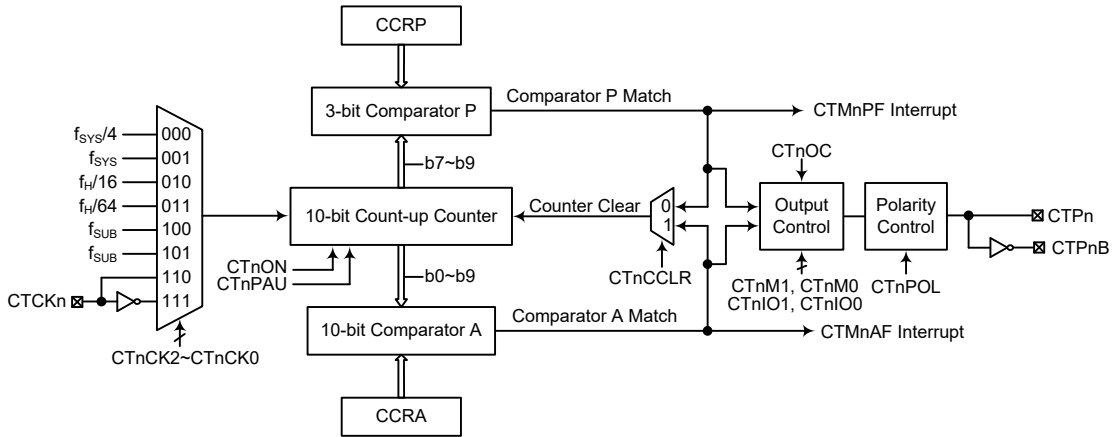 CCRP
3-bit Comparator P
Comparator P Match
CTMnPF Interrupt
b7~b9
fSYS/4
fSYS
fH/16
fH/64
fSUB
fSUB
000
001
010
011
100
101
110
111
CTCKn
CTnCK2~CTnCK0
10-bit Count-up Counter
CTnON
CTnPAU
b0~b9
Counter Clear
0
1
CTnCCLR
CTnOC
Output
Control
CTnM1, CTnM0
CTnIO1, CTnIO0
Polarity
Control
CTnPOL
CTPn
CTPnB
10-bit Comparator A
Comparator A Match
CTMnAF Interrupt
CCRA